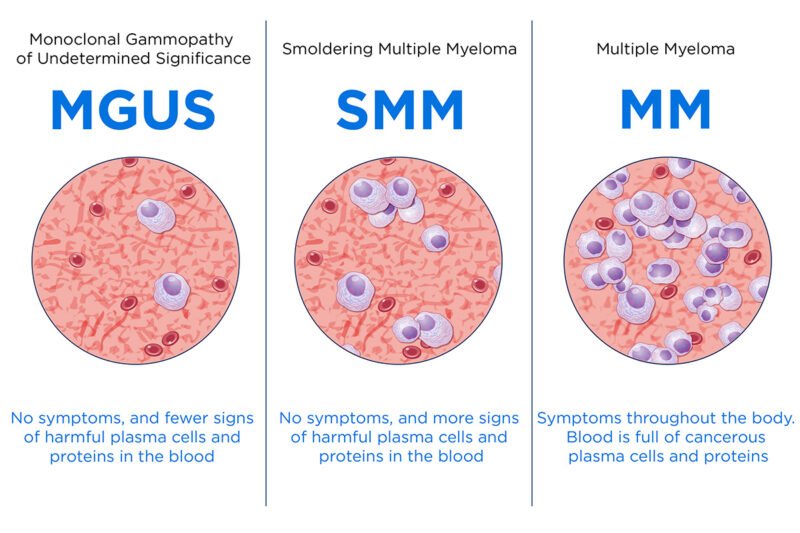 Monoclonal Gammopathy
of Undetermined Significance
MGUS
No symptoms, and fewer signs
of harmful plasma cells and
proteins in the blood
Smoldering Multiple Myeloma
SMM
No symptoms, and more signs
of harmful plasma cells and
proteins in the blood
Multiple Myeloma
MM
Symptoms throughout the body.
Blood is full of cancerous
plasma cells and proteins